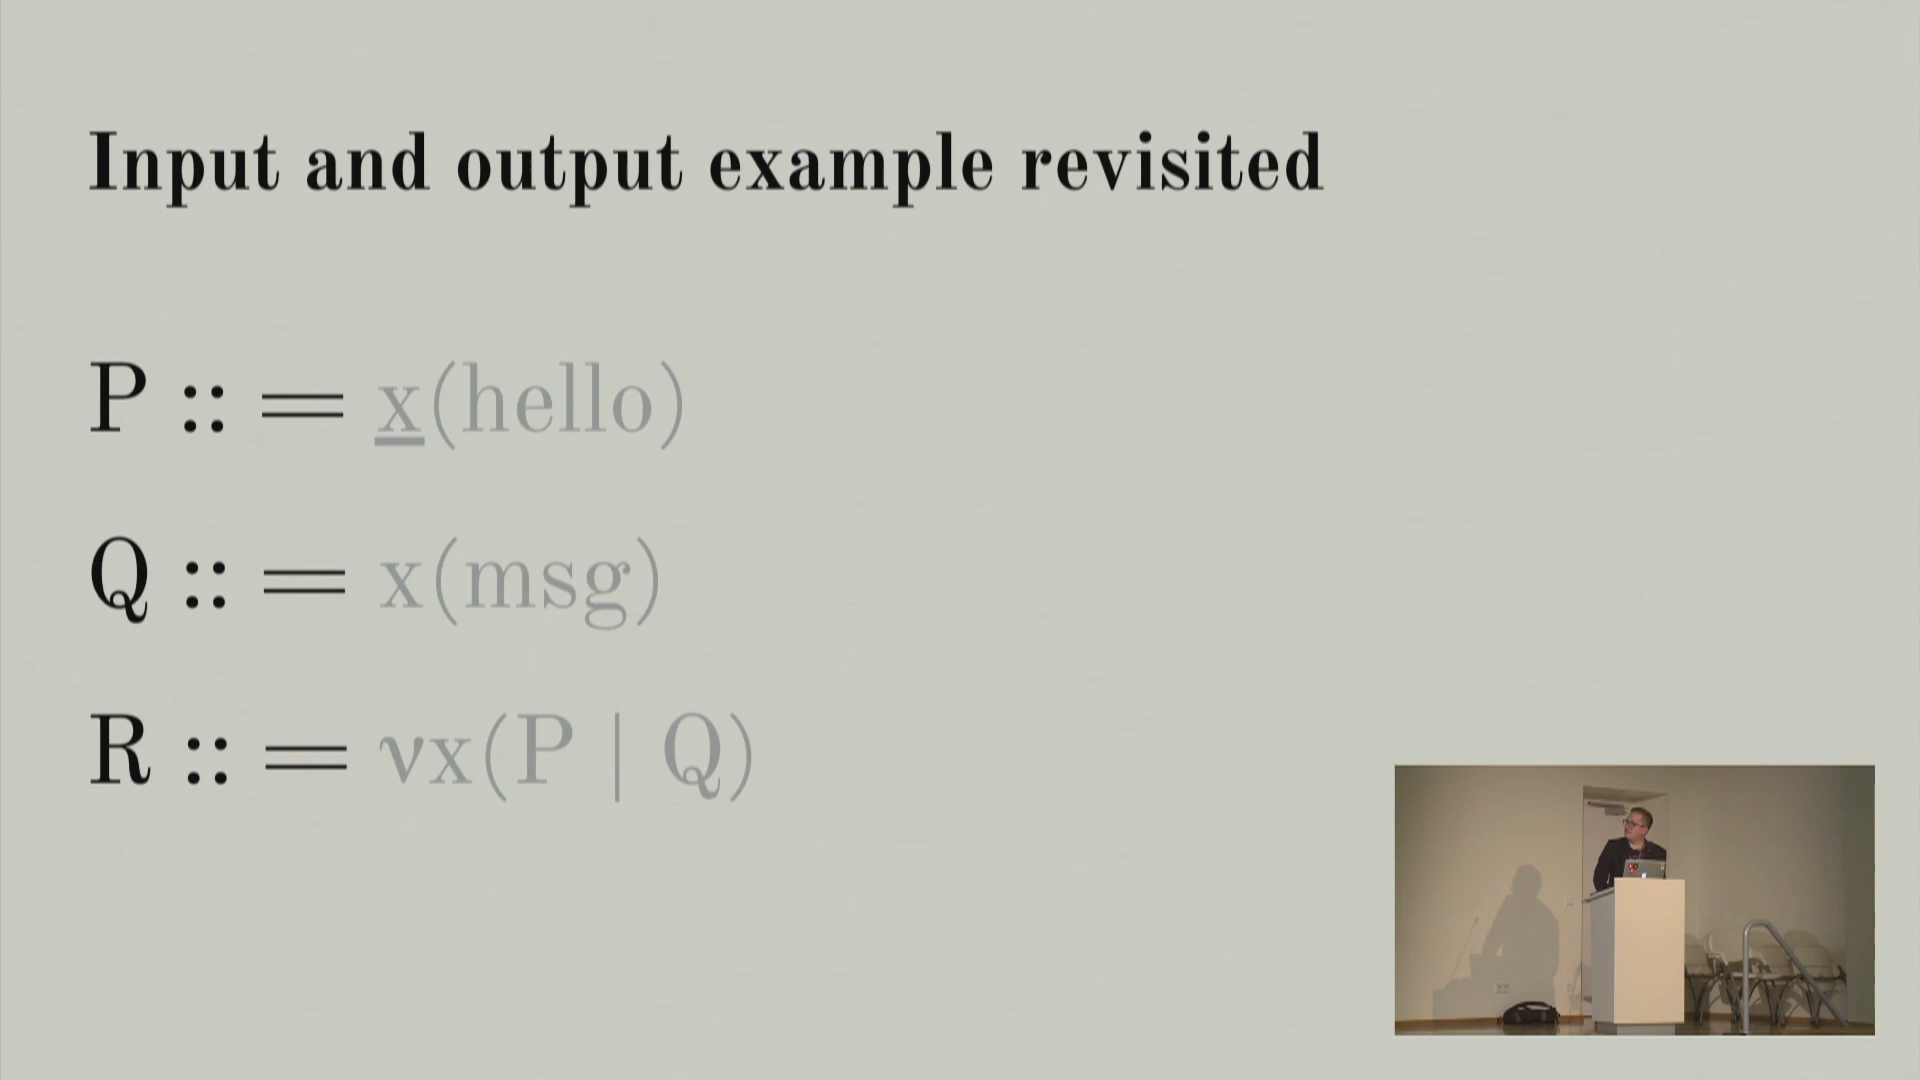 Input and output example revisited
P ::= x(hello)
Q ::= x(msg)
R ::= νx(P | Q)